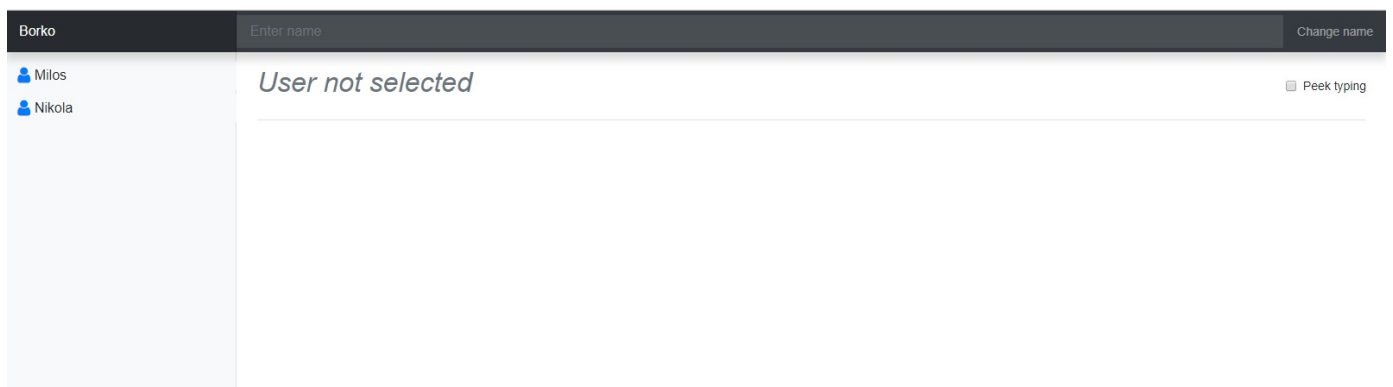 Borko
Enter name
Change name
Milos
Nikola
User not selected
Peek typing